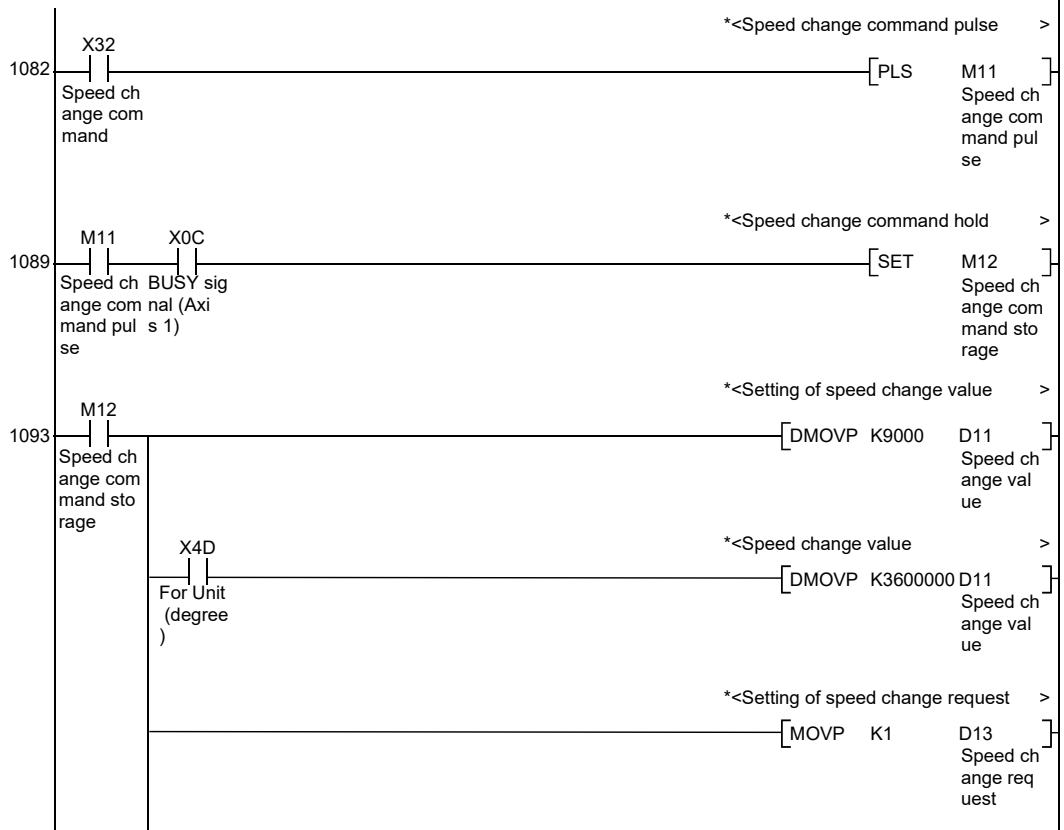 *<Speed change command pulse >
X32
1082
PLS M11
Speed ch
ange com
mand
Speed ch
ange com
mand pul
se
*<Speed change command hold >
M11 X0C
1089
SET M12
Speed ch
ange com
mand pul
se
BUSY sig
nal (Axi
s 1)
Speed ch
ange com
mand sto
rage
*<Setting of speed change value >
M12
1093
DMOVP K9000 D11
Speed ch
ange com
mand sto
rage
Speed ch
ange val
ue
*<Speed change value >
X4D
DMOVP K3600000 D11
For Unit
(degree
)
Speed ch
ange val
ue
*<Setting of speed change request >
MOVP K1 D13
Speed ch
ange req
uest